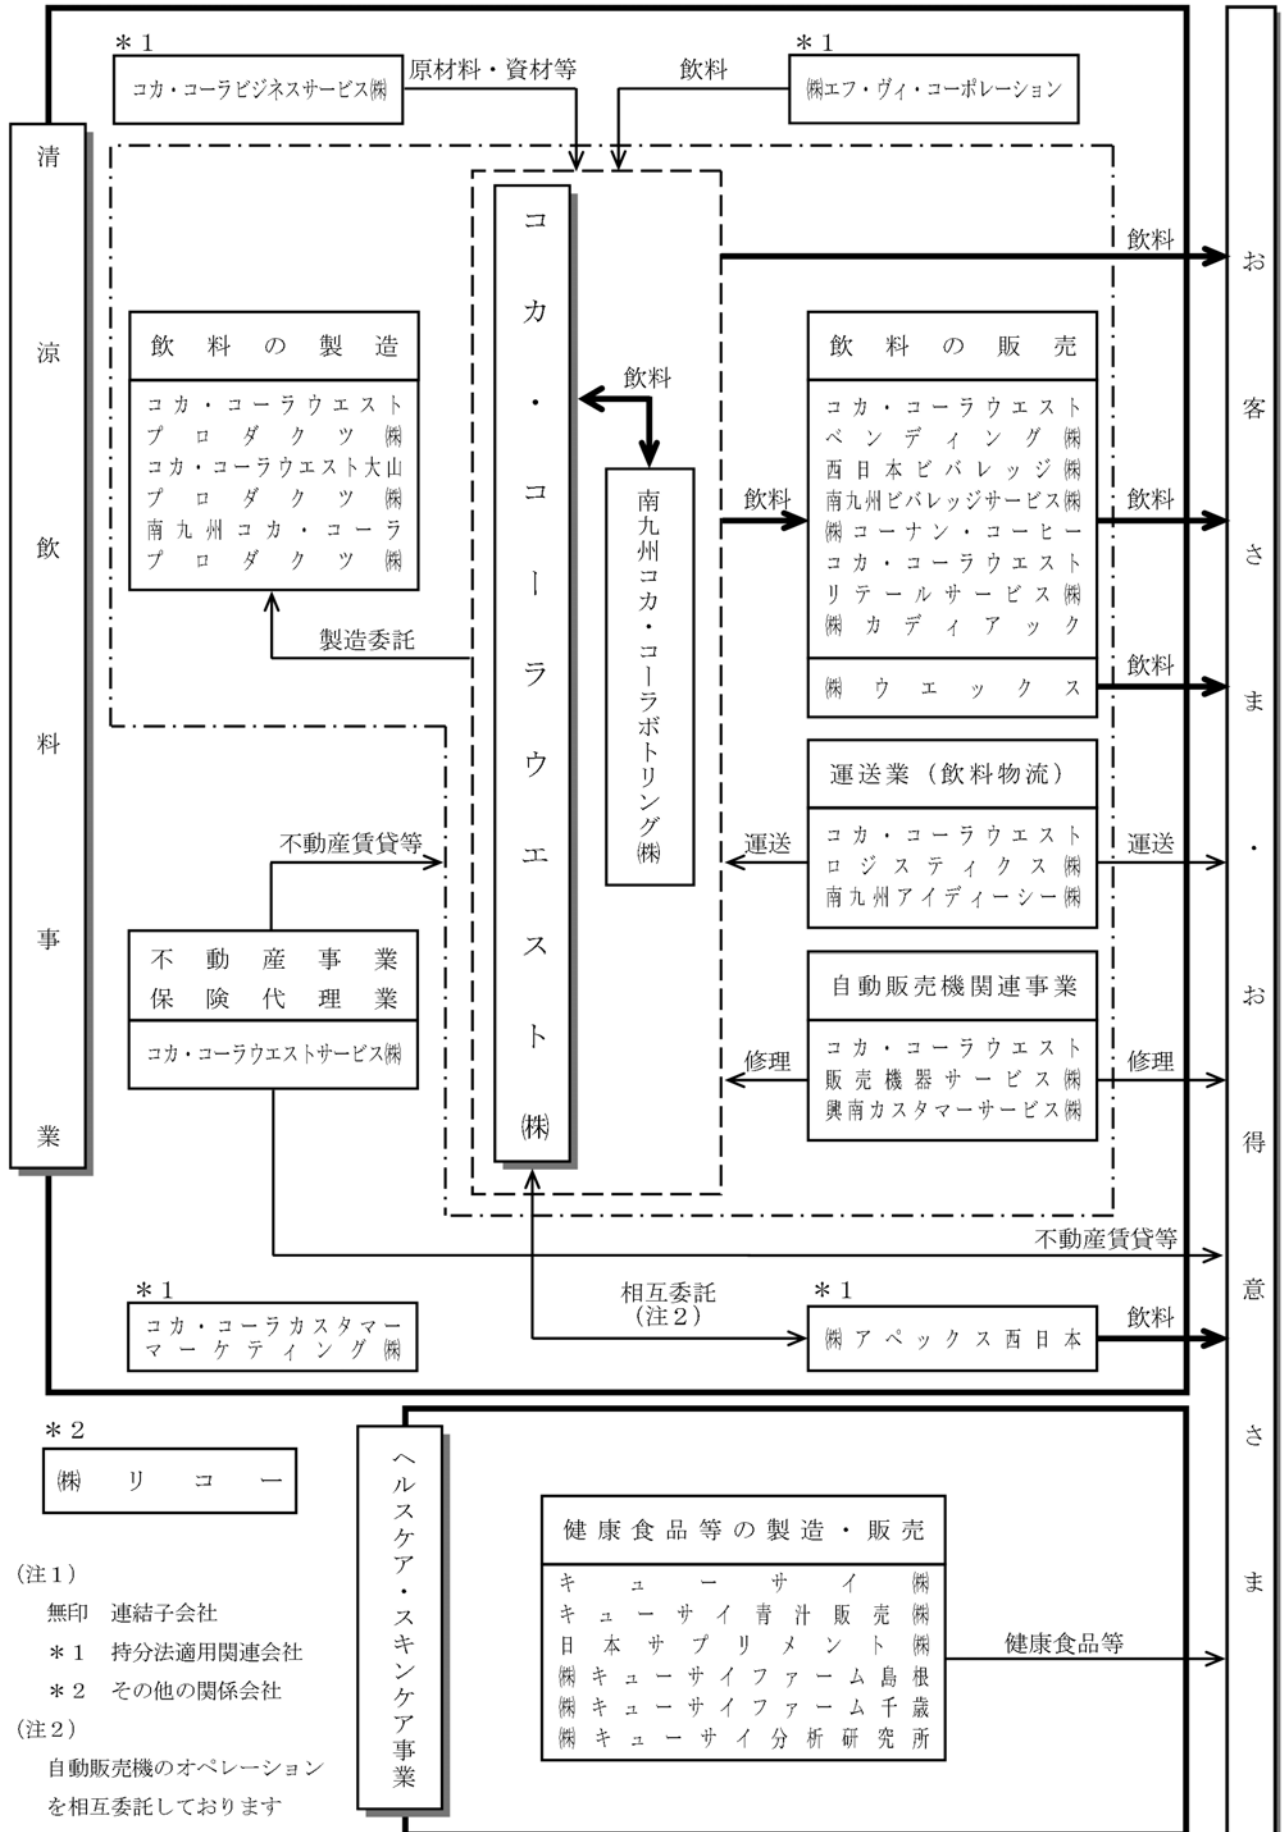 ＊1
コカ・コーラビジネスサービス㈱
原材料・資材等
飲料
＊1
㈱エフ・ヴィ・コーポレーション
清涼飲料事業
コカ・コーラウエスト㈱
飲料
南九州コカ・コーラボトリング㈱
飲料の製造
コカ・コーラウエスト
プロダクツ㈱
コカ・コーラウエスト大山
プロダクツ㈱
南九州コカ・コーラ
プロダクツ㈱
製造委託
飲料
飲料
飲料の販売
コカ・コーラウエスト
ベンディング㈱
西日本ビバレッジ㈱
南九州ビバレッジサービス㈱
㈱コーナン・コーヒー
コカ・コーラウエスト
リテールサービス㈱
㈱カディアック
飲料
㈱ウエックス
飲料
運送業（飲料物流）
コカ・コーラウエスト
ロジスティクス㈱
南九州アイディーシー㈱
運送
運送
自動販売機関連事業
コカ・コーラウエスト
販売機器サービス㈱
興南カスタマーサービス㈱
修理
修理
不動産賃貸等
不動産事業
保険代理業
コカ・コーラウエストサービス㈱
不動産賃貸等
＊1
コカ・コーラカスタマー
マーケティング㈱
相互委託
（注２）
＊1
㈱アペックス西日本
飲料
お客さま・お得意さま
＊2
㈱リコー
ヘルスケア・スキンケア事業
健康食品等の製造・販売
キューサイ㈱
キューサイ青汁販売㈱
日本サプリメント㈱
㈱キューサイファーム島根
㈱キューサイファーム千歳
㈱キューサイ分析研究所
健康食品等
（注１）
無印　連結子会社
＊1　持分法適用関連会社
＊2　その他の関係会社
（注２）
自動販売機のオペレーション
を相互委託しております